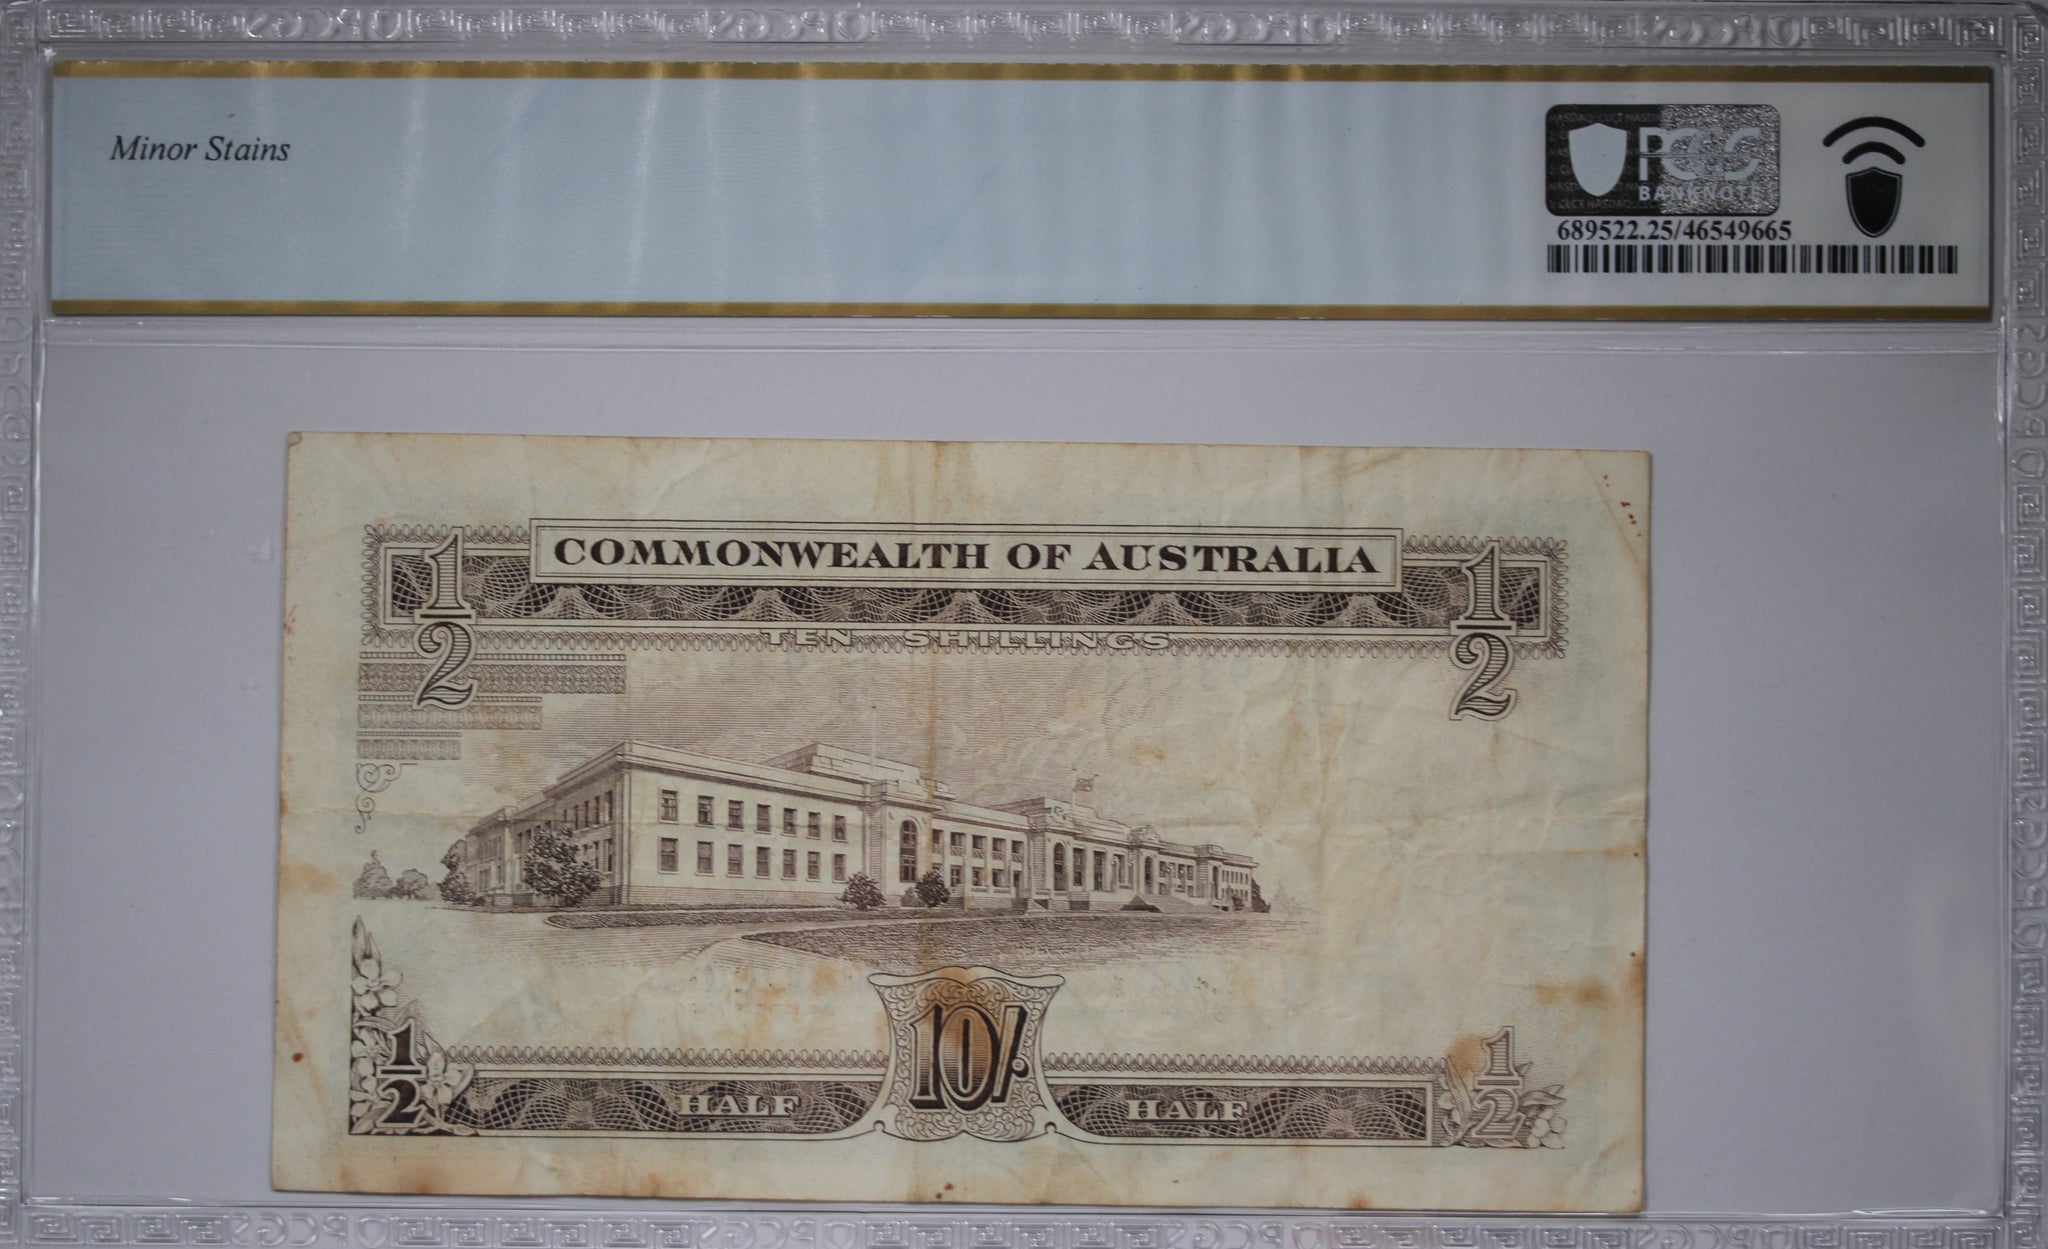 Minor Stains
PCGS
BANKNOTE
689522.25/46549665
1/2
COMMONWEALTH OF AUSTRALIA
1/2
TEN SHILLINGS
1/2
HALF
10/-
HALF
1/2